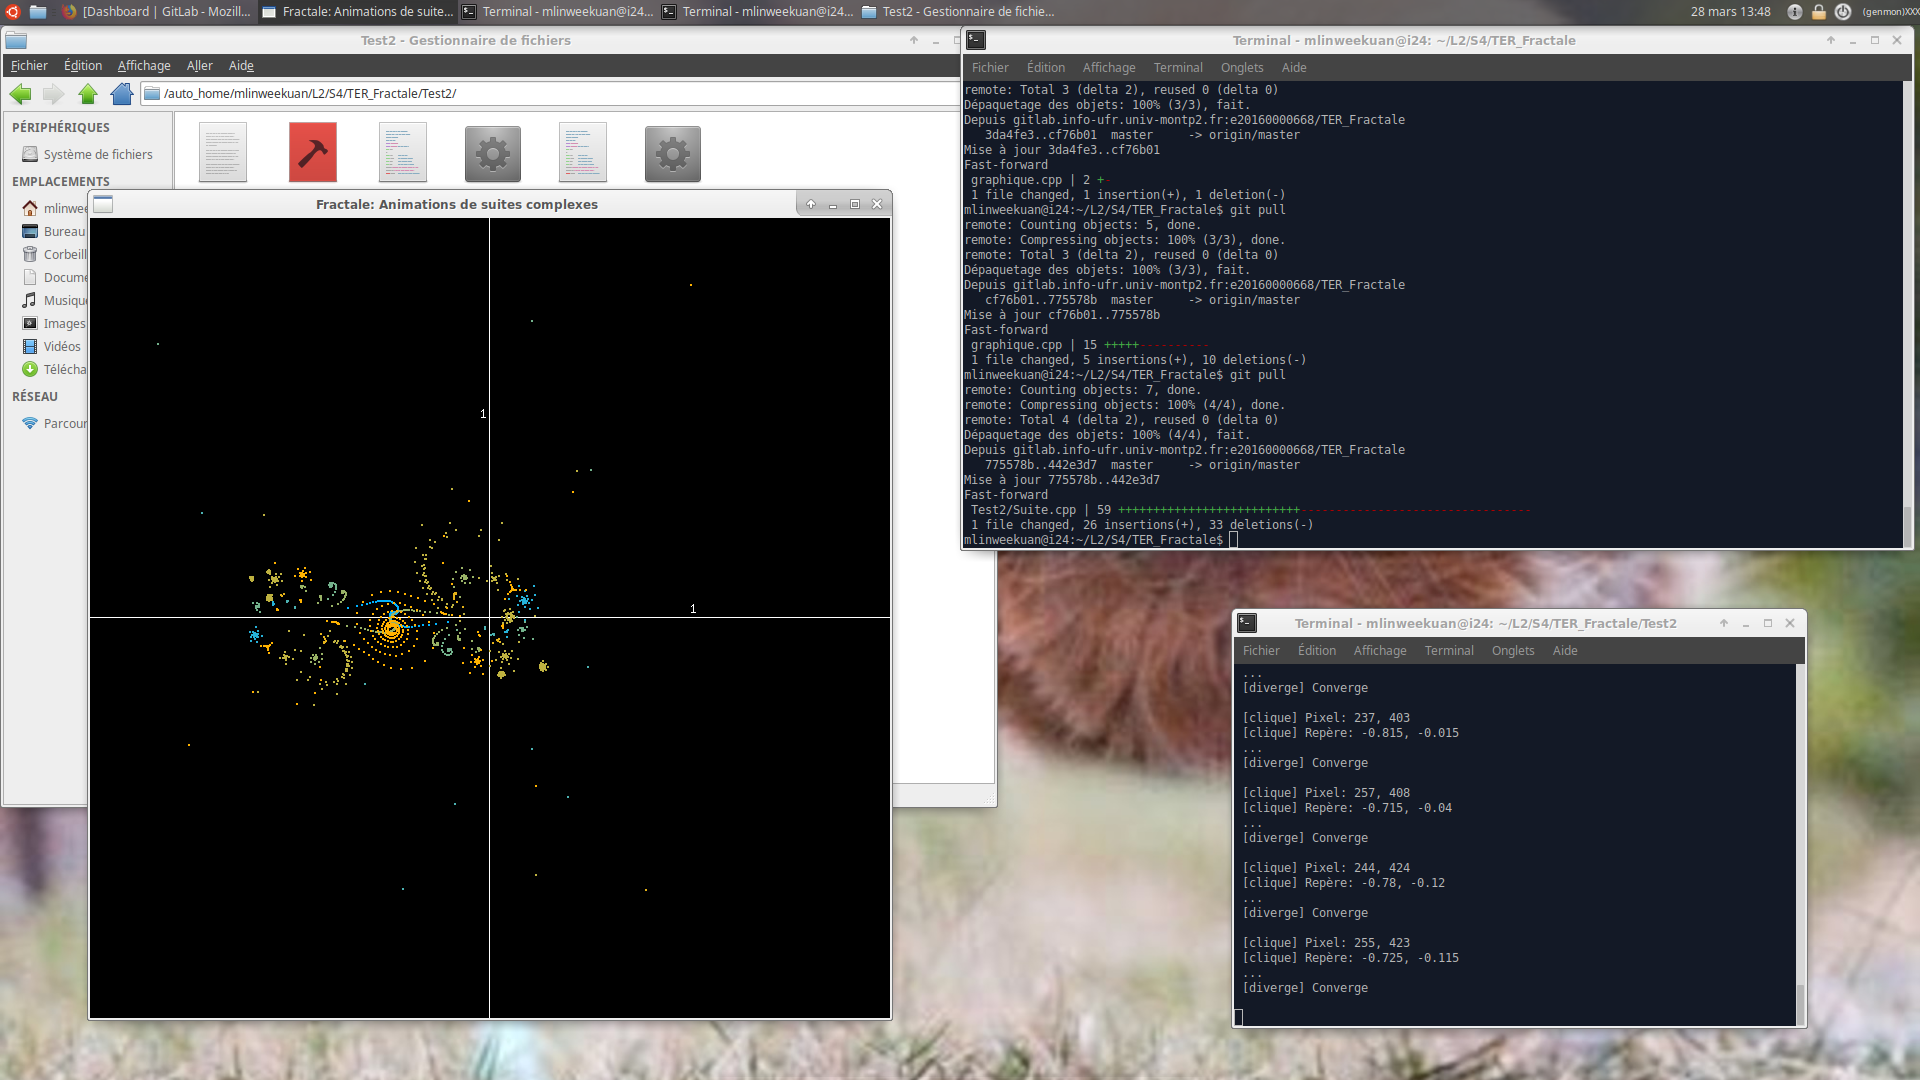 [Dashboard | GitLab - Mozill...
Fractale: Animations de suite...
Terminal - mlinweekuan@i24...
Terminal - mlinweekuan@i24...
Test2 - Gestionnaire de fichie...
28 mars 13:48
(genmon)XXX
Test2 - Gestionnaire de fichiers
Fichier Édition Affichage Aller Aide
/auto_home/mlinweekuan/L2/S4/TER_Fractale/Test2/
PÉRIPHÉRIQUES
Système de fichiers
EMPLACEMENTS
mlinwee
Bureau
Corbeill
Docume
Musiqu
Images
Vidéos
Télécha
RÉSEAU
Parcour
Fractale: Animations de suites complexes
1
1
Terminal - mlinweekuan@i24: ~/L2/S4/TER_Fractale
Fichier Édition Affichage Terminal Onglets Aide
remote: Total 3 (delta 2), reused 0 (delta 0)
Dépaquetage des objets: 100% (3/3), fait.
Depuis gitlab.info-ufr.univ-montp2.fr:e20160000668/TER_Fractale
   3da4fe3..cf76b01  master     -> origin/master
Mise à jour 3da4fe3..cf76b01
Fast-forward
 graphique.cpp | 2 +-
 1 file changed, 1 insertion(+), 1 deletion(-)
mlinweekuan@i24:~/L2/S4/TER_Fractale$ git pull
remote: Counting objects: 5, done.
remote: Compressing objects: 100% (3/3), done.
remote: Total 3 (delta 2), reused 0 (delta 0)
Dépaquetage des objets: 100% (3/3), fait.
Depuis gitlab.info-ufr.univ-montp2.fr:e20160000668/TER_Fractale
   cf76b01..775578b  master     -> origin/master
Mise à jour cf76b01..775578b
Fast-forward
 graphique.cpp | 15 +++++----------
 1 file changed, 5 insertions(+), 10 deletions(-)
mlinweekuan@i24:~/L2/S4/TER_Fractale$ git pull
remote: Counting objects: 7, done.
remote: Compressing objects: 100% (4/4), done.
remote: Total 4 (delta 2), reused 0 (delta 0)
Dépaquetage des objets: 100% (4/4), fait.
Depuis gitlab.info-ufr.univ-montp2.fr:e20160000668/TER_Fractale
   775578b..442e3d7  master     -> origin/master
Mise à jour 775578b..442e3d7
Fast-forward
 Test2/Suite.cpp | 59 ++++++++++++++++++++++++++---------------------------------
 1 file changed, 26 insertions(+), 33 deletions(-)
mlinweekuan@i24:~/L2/S4/TER_Fractale$
Terminal - mlinweekuan@i24: ~/L2/S4/TER_Fractale/Test2
Fichier Édition Affichage Terminal Onglets Aide
...
[diverge] Converge
[clique] Pixel: 237, 403
[clique] Repère: -0.815, -0.015
...
[diverge] Converge
[clique] Pixel: 257, 408
[clique] Repère: -0.715, -0.04
...
[diverge] Converge
[clique] Pixel: 244, 424
[clique] Repère: -0.78, -0.12
...
[diverge] Converge
[clique] Pixel: 255, 423
[clique] Repère: -0.725, -0.115
...
[diverge] Converge